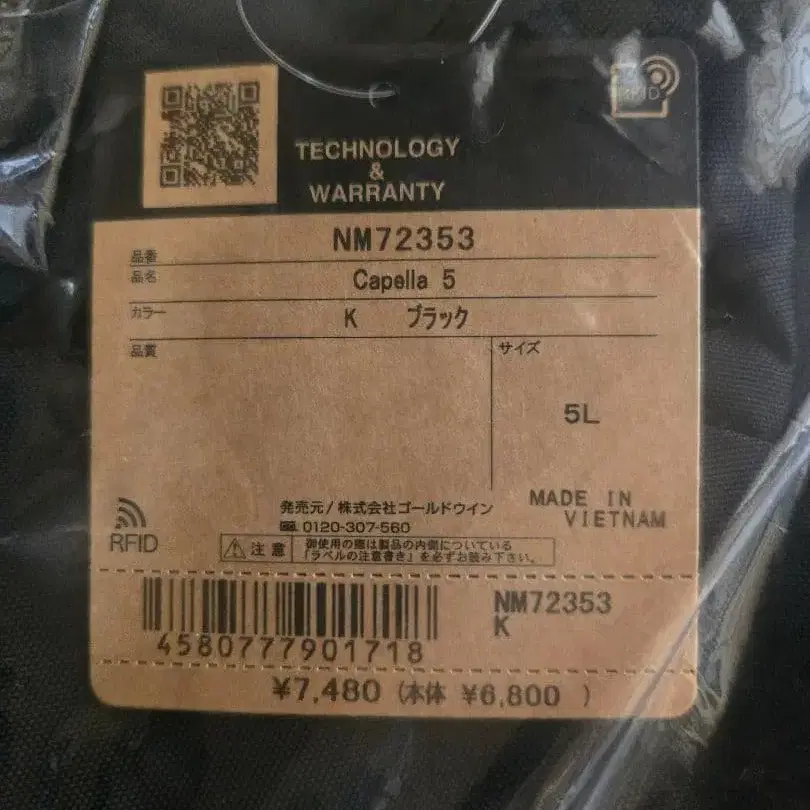 RFID
TECHNOLOGY
&
WARRANTY
品番 NM72353
品名 Capella 5
カラー K ブラック
品質 サイズ
5L
MADE IN
VIETNAM
発売元/株式会社ゴールドウイン
0120-307-560
RFID
注意 御使用の際は製品の内側についている
「ラベルの注意書き」を必ずお読み下さい。
4580777901718
NM72353
K
¥7,480 (本体 ¥6,800 )